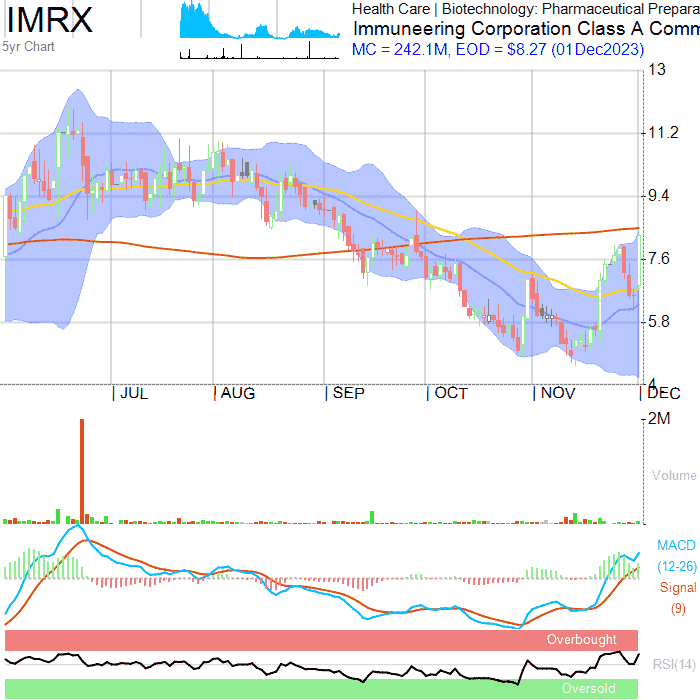 IMRX
5yr Chart
Health Care | Biotechnology: Pharmaceutical Prepara
Immuneering Corporation Class A Comm
MC = 242.1M, EOD = $8.27 (01Dec2023)
13
11.2
9.4
7.6
5.8
4
| JUL | AUG | SEP | OCT | NOV | DEC
2M
Volume
MACD
(12-26)
Signal
(9)
Overbought
RSI(14)
Oversold